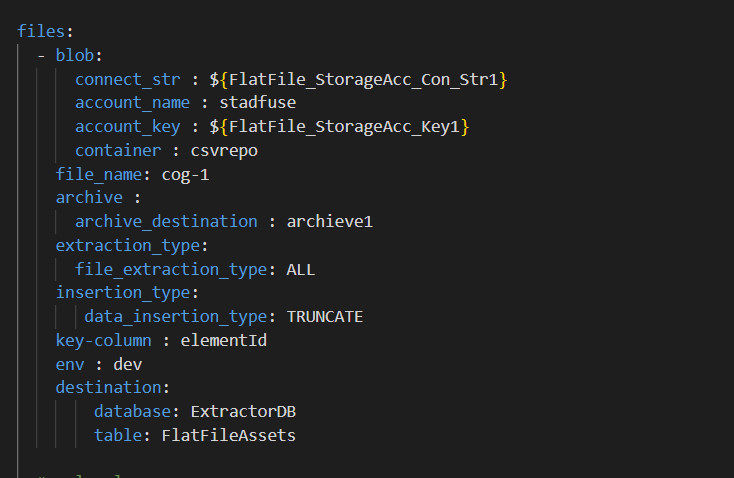 files:
- blob:
connect_str : ${FlatFile_StorageAcc_Con_Str1}
account_name : stadfuse
account_key : ${FlatFile_StorageAcc_Key1}
container : csvrepo
file_name: cog-1
archive :
archive_destination : archieve1
extraction_type:
file_extraction_type: ALL
insertion_type:
data_insertion_type: TRUNCATE
key-column : elementId
env : dev
destination:
database: ExtractorDB
table: FlatFileAssets